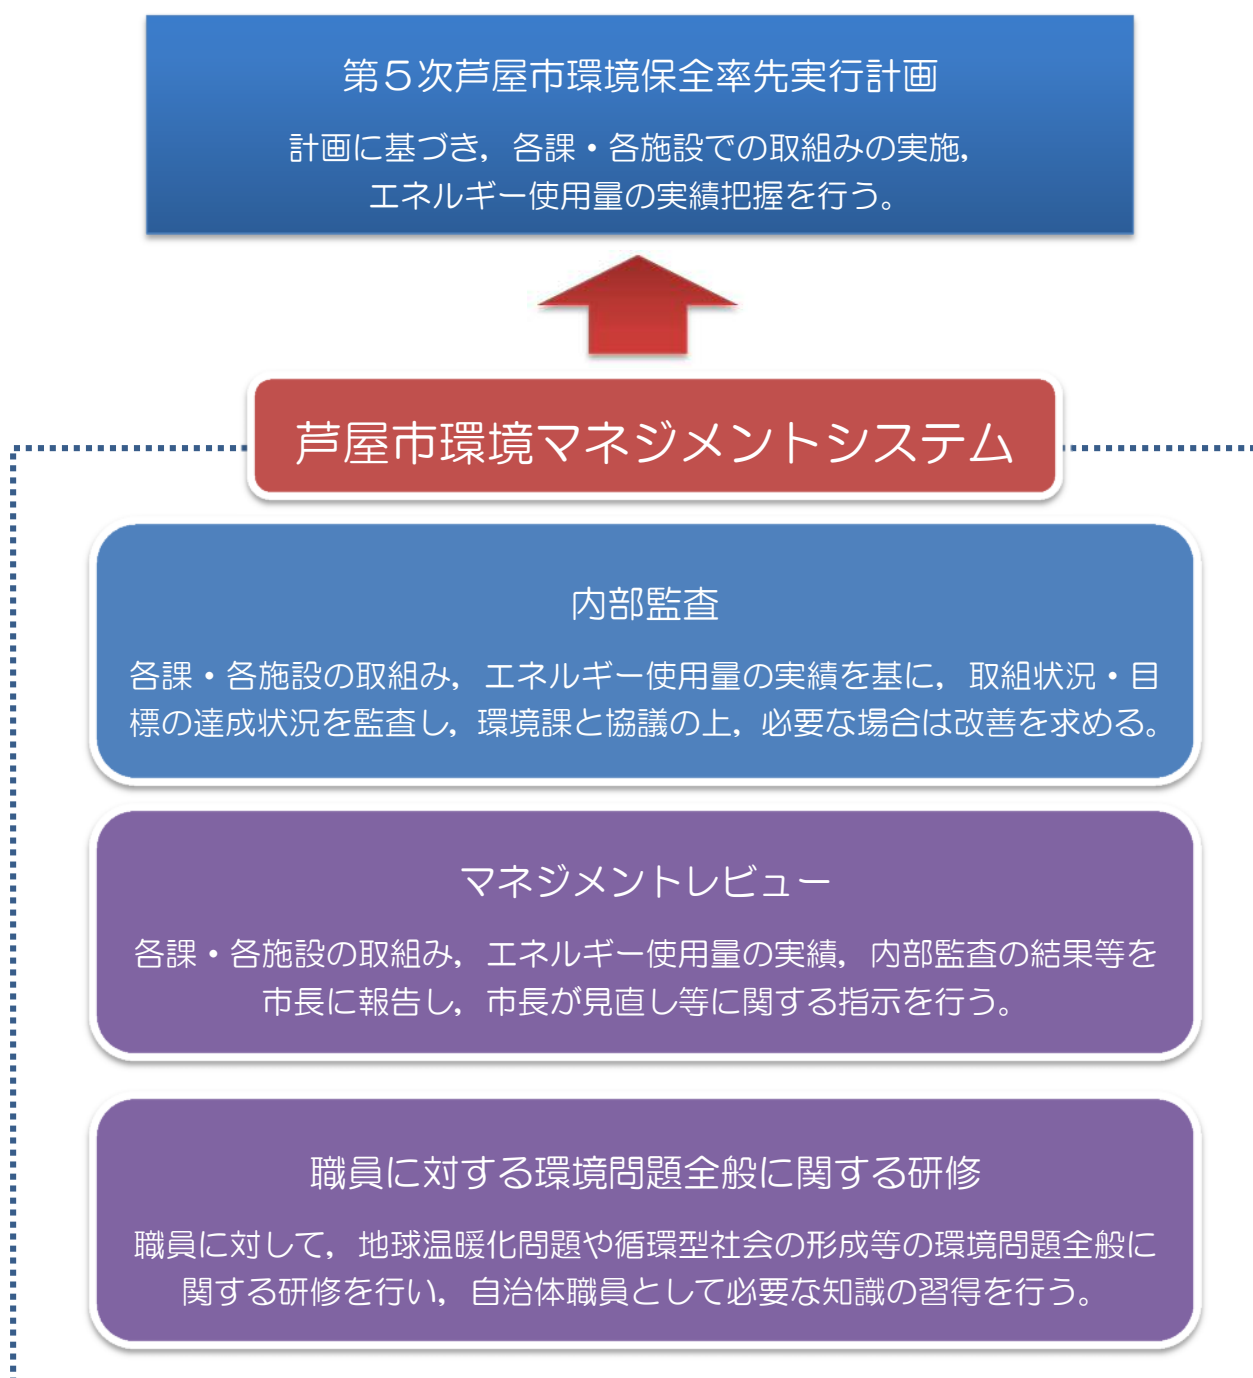 第５次芦屋市環境保全率先実行計画
計画に基づき，各課・各施設での取組みの実施，
エネルギー使用量の実績把握を行う。
芦屋市環境マネジメントシステム
内部監査
各課・各施設の取組み，エネルギー使用量の実績を基に，取組状況・目
標の達成状況を監査し，環境課と協議の上，必要な場合は改善を求める。
マネジメントレビュー
各課・各施設の取組み，エネルギー使用量の実績，内部監査の結果等を
市長に報告し，市長が見直し等に関する指示を行う。
職員に対する環境問題全般に関する研修
職員に対して，地球温暖化問題や循環型社会の形成等の環境問題全般に
関する研修を行い，自治体職員として必要な知識の習得を行う。